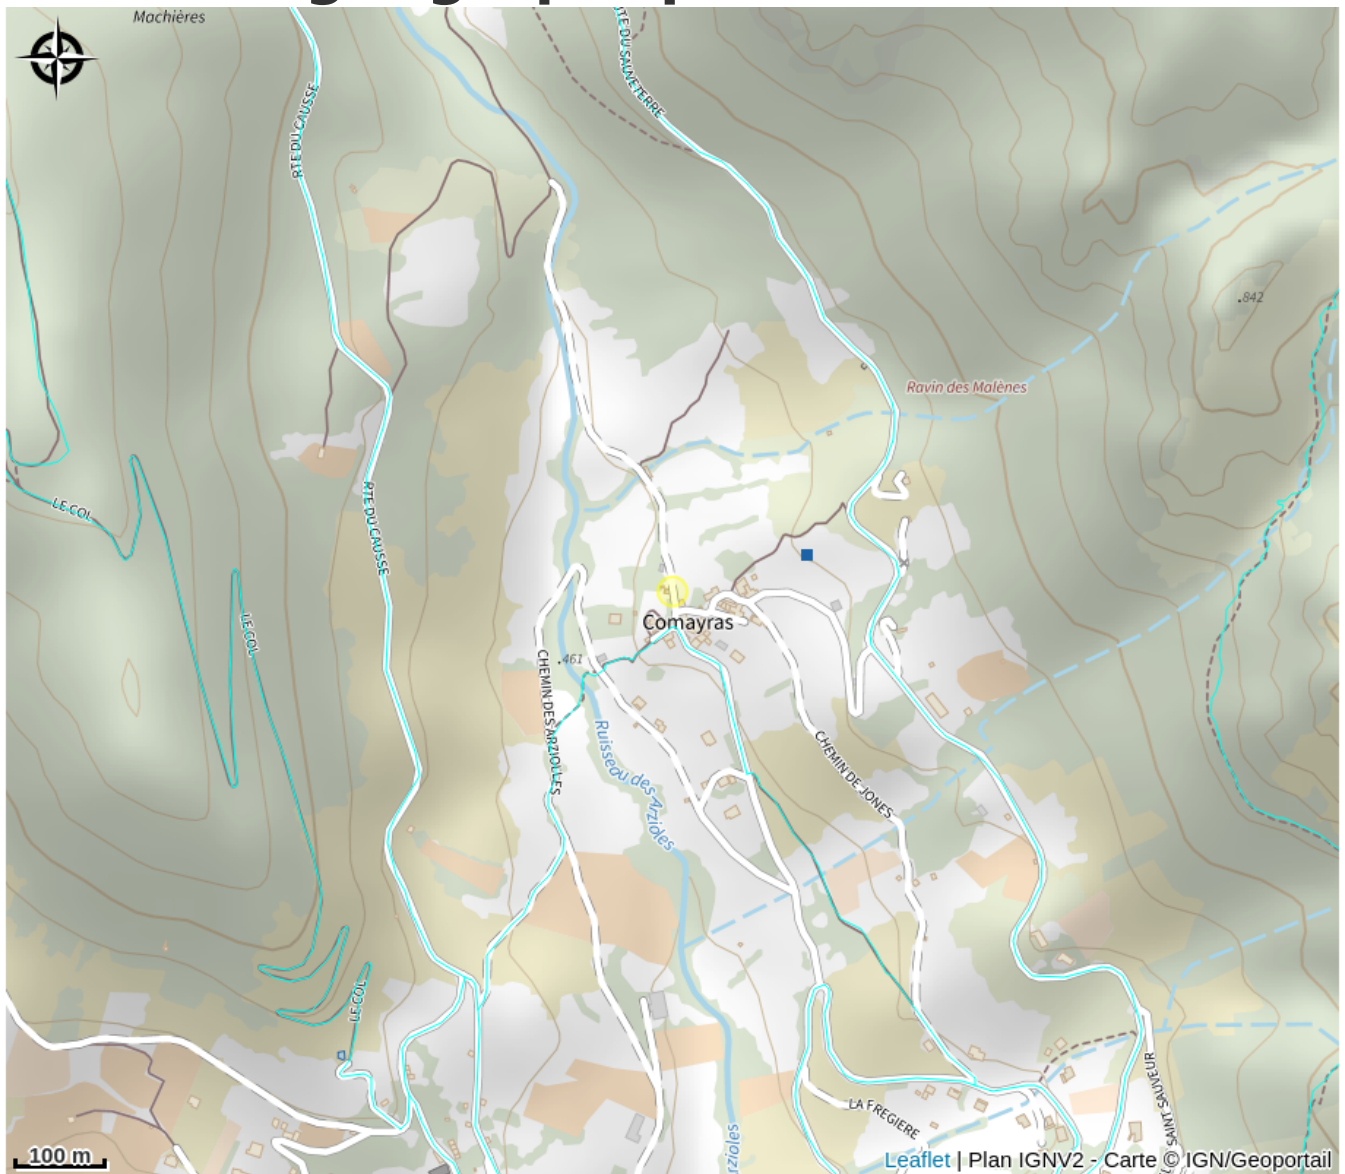 Machières
RTE DU CAUSSE
RTE DU SAUVETERRE
.842
Ravin des Malènes
LE COL
RTE DU CAUSSE
LE COL
Comayras
.461
CHEMIN DES ARZIOLLES
Ruisseau des Arzioles
CHEMIN DE JONES
LE COL
LA FREGIERE
SAINT SAUVEUR
SAINT
rzioles
100 m
Leaflet | Plan IGNV2 - Carte © IGN/Geoportail